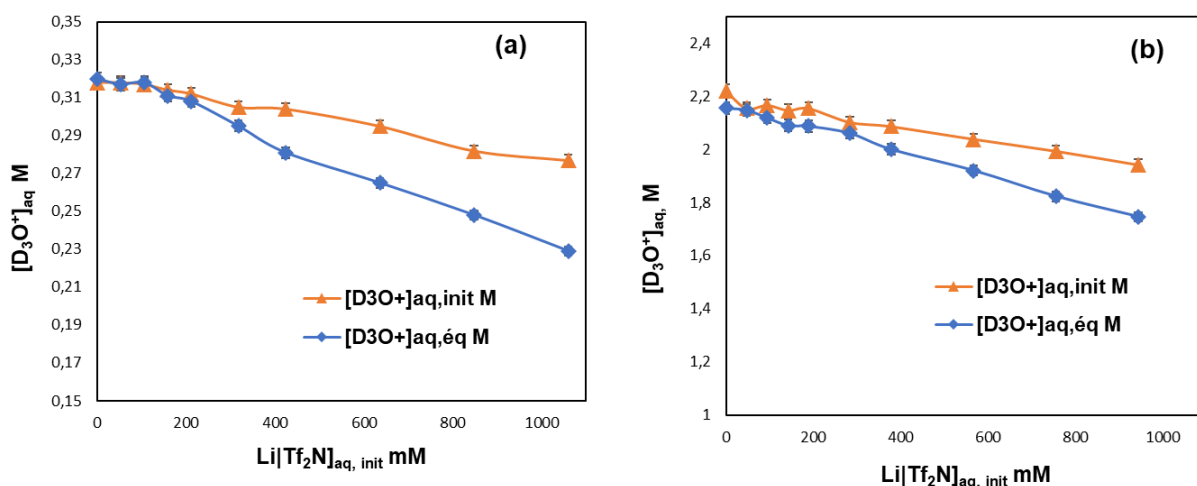 (a)
0,35
0,33
0,31
0,29
0,27
0,25
0,23
0,21
0,19
0,17
0,15
[D₃O⁺]aq M
[D3O+]aq,init M
[D3O+]aq,éq M
0 200 400 600 800 1000
Li|Tf₂N]aq, init mM
(b)
2,4
2,2
2
1,8
1,6
1,4
1,2
1
[D₃O⁺]aq, M
[D3O+]aq,init M
[D3O+]aq,éq M
0 200 400 600 800 1000
Li|Tf₂N]aq, init mM